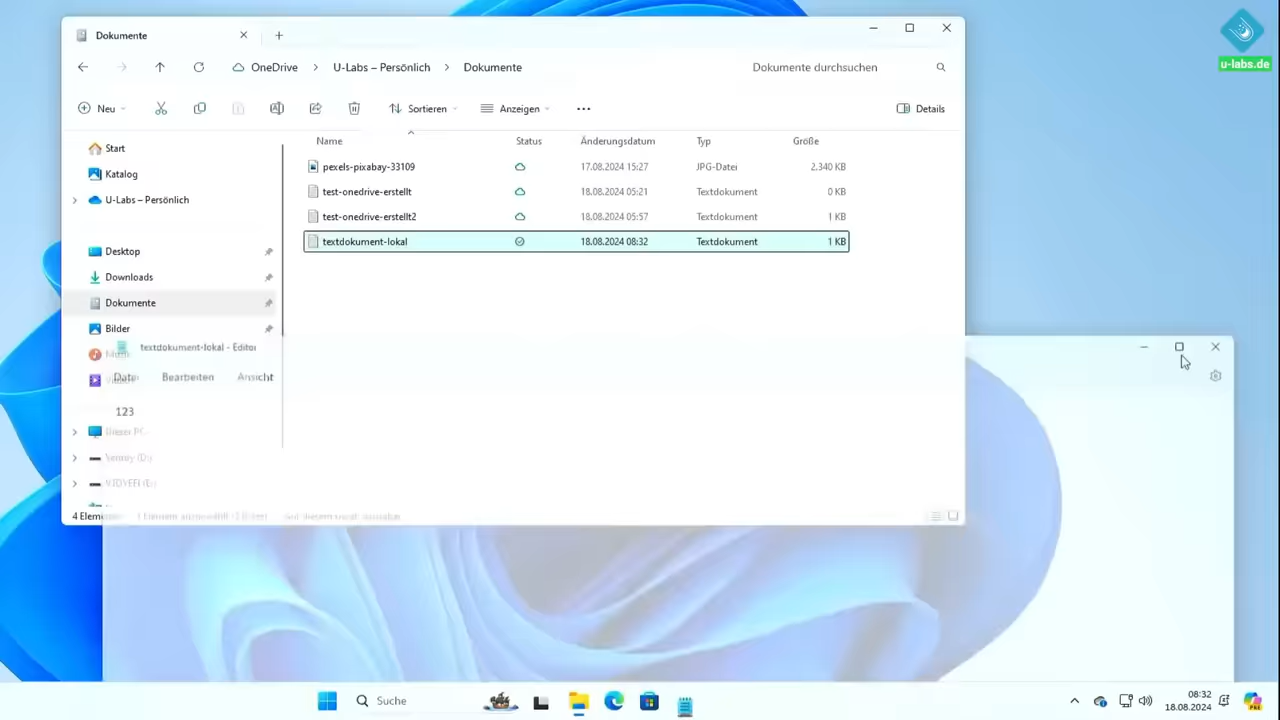 Dokumente
u-labs.de
OneDrive U-Labs – Persönlich Dokumente Dokumente durchsuchen
Neu Sortieren Anzeigen Details
Name Status Änderungsdatum Typ Größe
Start
Katalog
U-Labs – Persönlich
Desktop
Downloads
Dokumente
Bilder
pexels-pixabay-33109 17.08.2024 15:27 JPG-Datei 2.340 KB
test-onedrive-erstellt 18.08.2024 05:21 Textdokument 0 KB
test-onedrive-erstellt2 18.08.2024 05:57 Textdokument 1 KB
textdokument-lokal 18.08.2024 08:32 Textdokument 1 KB
textdokument-lokal - Editor
Datei Bearbeiten Ansicht
123
Dieser PC
4 Elemente
Suche
08:32
18.08.2024
PRE